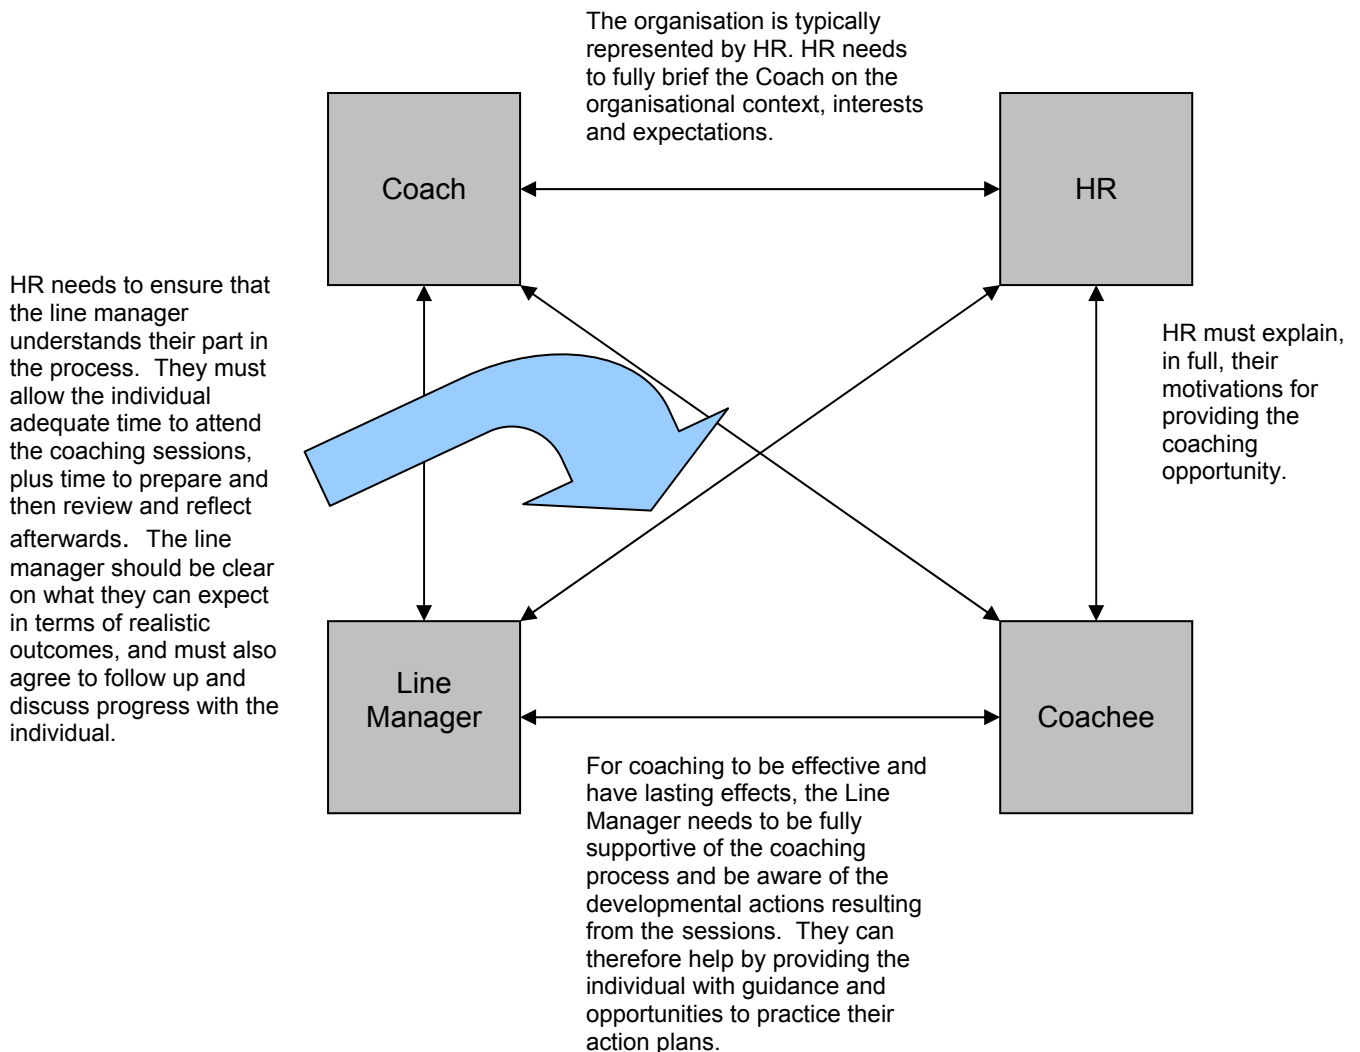 The organisation is typically
represented by HR. HR needs
to fully brief the Coach on the
organisational context, interests
and expectations.
Coach
HR
HR needs to ensure that
the line manager
understands their part in
the process.  They must
allow the individual
adequate time to attend
the coaching sessions,
plus time to prepare and
then review and reflect
afterwards.  The line
manager should be clear
on what they can expect
in terms of realistic
outcomes, and must also
agree to follow up and
discuss progress with the
individual.
HR must explain,
in full, their
motivations for
providing the
coaching
opportunity.
Line
Manager
Coachee
For coaching to be effective and
have lasting effects, the Line
Manager needs to be fully
supportive of the coaching
process and be aware of the
developmental actions resulting
from the sessions.  They can
therefore help by providing the
individual with guidance and
opportunities to practice their
action plans.